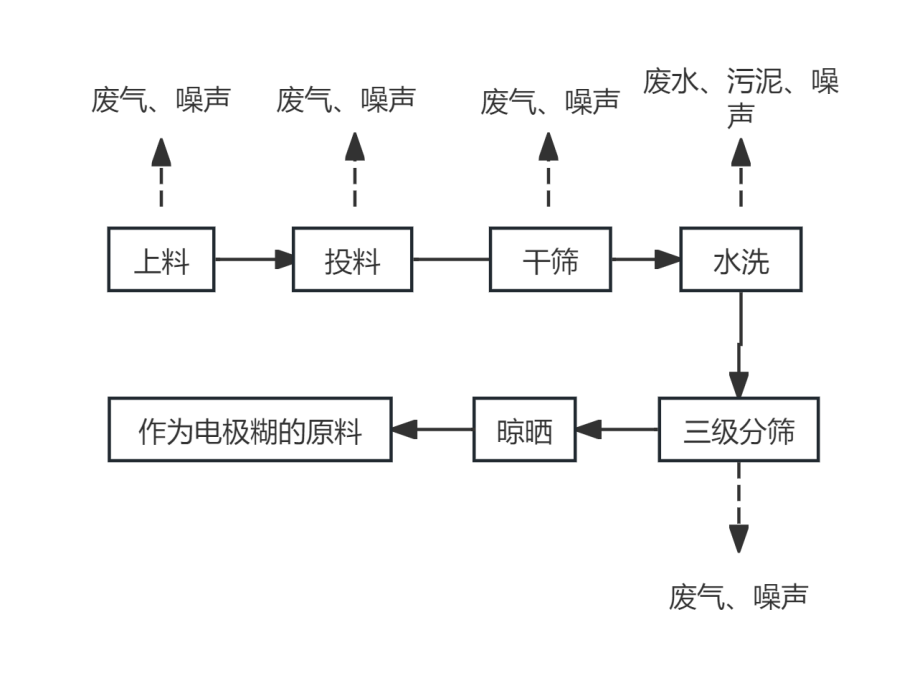 废气、噪声
废气、噪声
废气、噪声
废水、污泥、噪
声
上料
投料
干筛
水洗
作为电极糊的原料
晾晒
三级分筛
废气、噪声